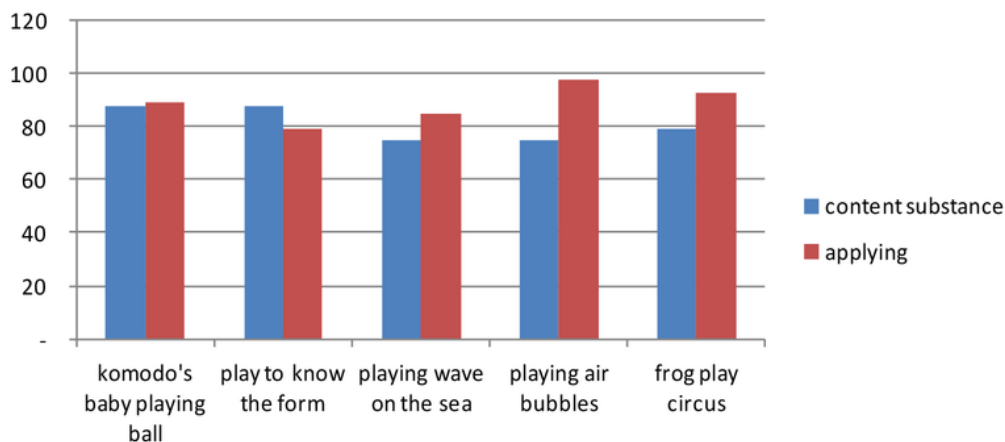 120
100
80
60
40
20
-
komodo's
baby playing
ball
play to know
the form
playing wave
on the sea
playing air
bubbles
frog play
circus
content substance
applying